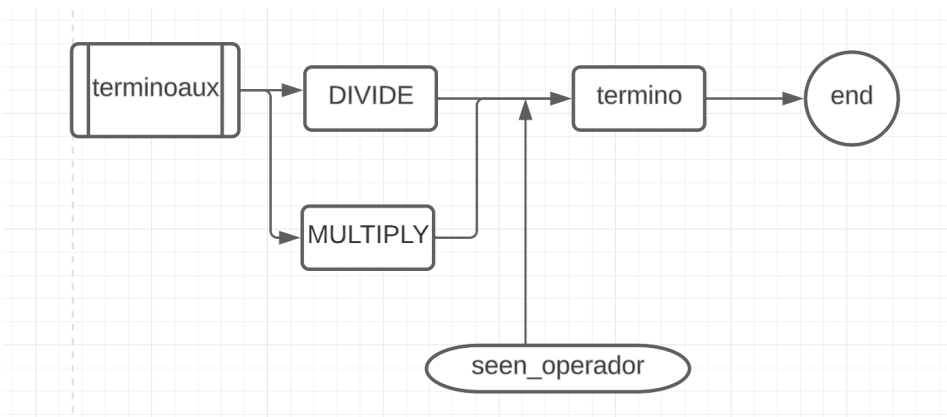 terminoaux
DIVIDE
termino
end
MULTIPLY
seen_operador